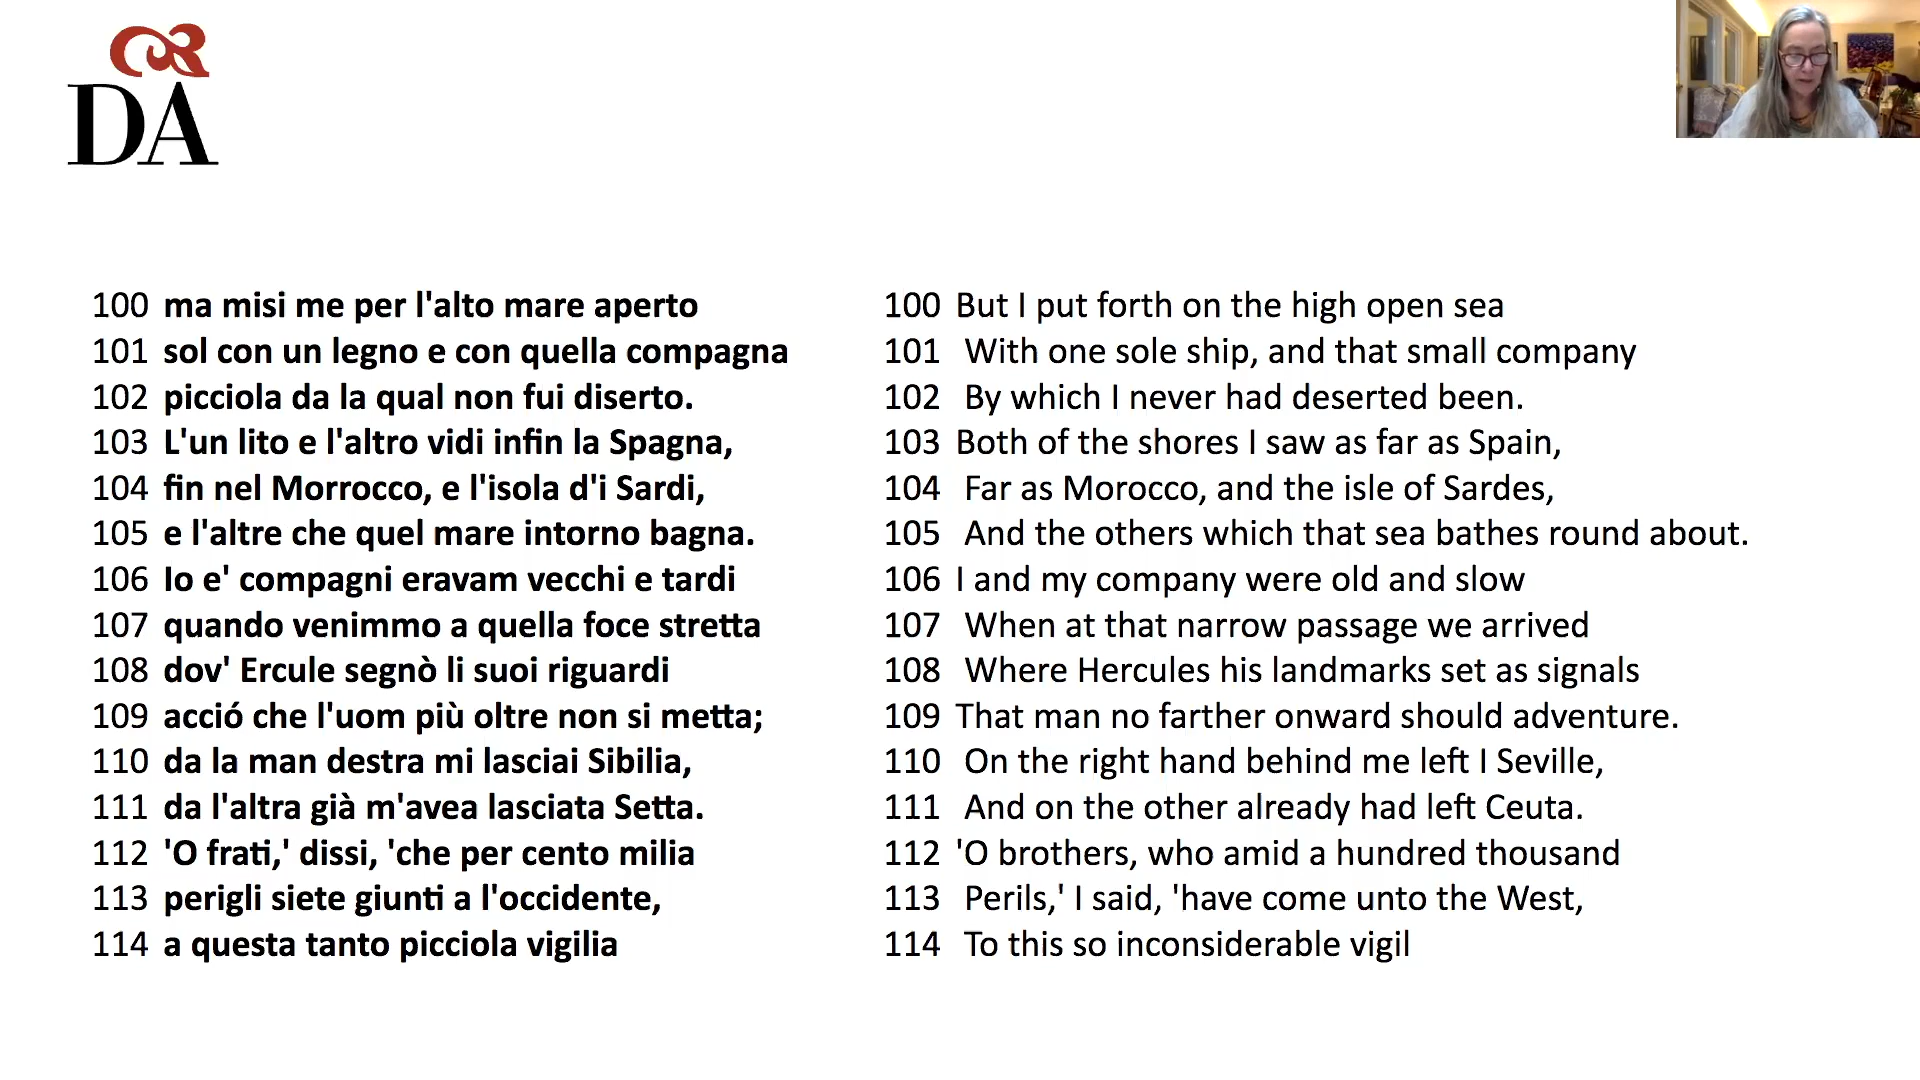 DA
100 ma misi me per l'alto mare aperto
101 sol con un legno e con quella compagna
102 picciola da la qual non fui diserto.
103 L'un lito e l'altro vidi infin la Spagna,
104 fin nel Morrocco, e l'isola d'i Sardi,
105 e l'altre che quel mare intorno bagna.
106 Io e' compagni eravam vecchi e tardi
107 quando venimmo a quella foce stretta
108 dov' Ercule segnò li suoi riguardi
109 acció che l'uom più oltre non si metta;
110 da la man destra mi lasciai Sibilia,
111 da l'altra già m'avea lasciata Setta.
112 'O frati,' dissi, 'che per cento milia
113 perigli siete giunti a l'occidente,
114 a questa tanto picciola vigilia
100 But I put forth on the high open sea
101 With one sole ship, and that small company
102 By which I never had deserted been.
103 Both of the shores I saw as far as Spain,
104 Far as Morocco, and the isle of Sardes,
105 And the others which that sea bathes round about.
106 I and my company were old and slow
107 When at that narrow passage we arrived
108 Where Hercules his landmarks set as signals
109 That man no farther onward should adventure.
110 On the right hand behind me left I Seville,
111 And on the other already had left Ceuta.
112 'O brothers, who amid a hundred thousand
113 Perils,' I said, 'have come unto the West,
114 To this so inconsiderable vigil